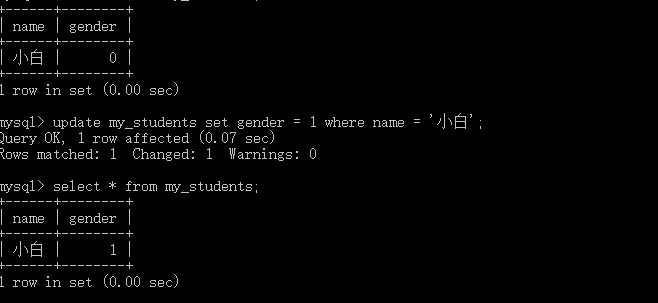 +------+--------+
| name | gender |
+------+--------+
| 小白 |      0 |
+------+--------+
1 row in set (0.00 sec)
mysql> update my_students set gender = 1 where name = '小白';
Query OK, 1 row affected (0.07 sec)
Rows matched: 1  Changed: 1  Warnings: 0
mysql> select * from my_students;
+------+--------+
| name | gender |
+------+--------+
| 小白 |      1 |
+------+--------+
1 row in set (0.00 sec)